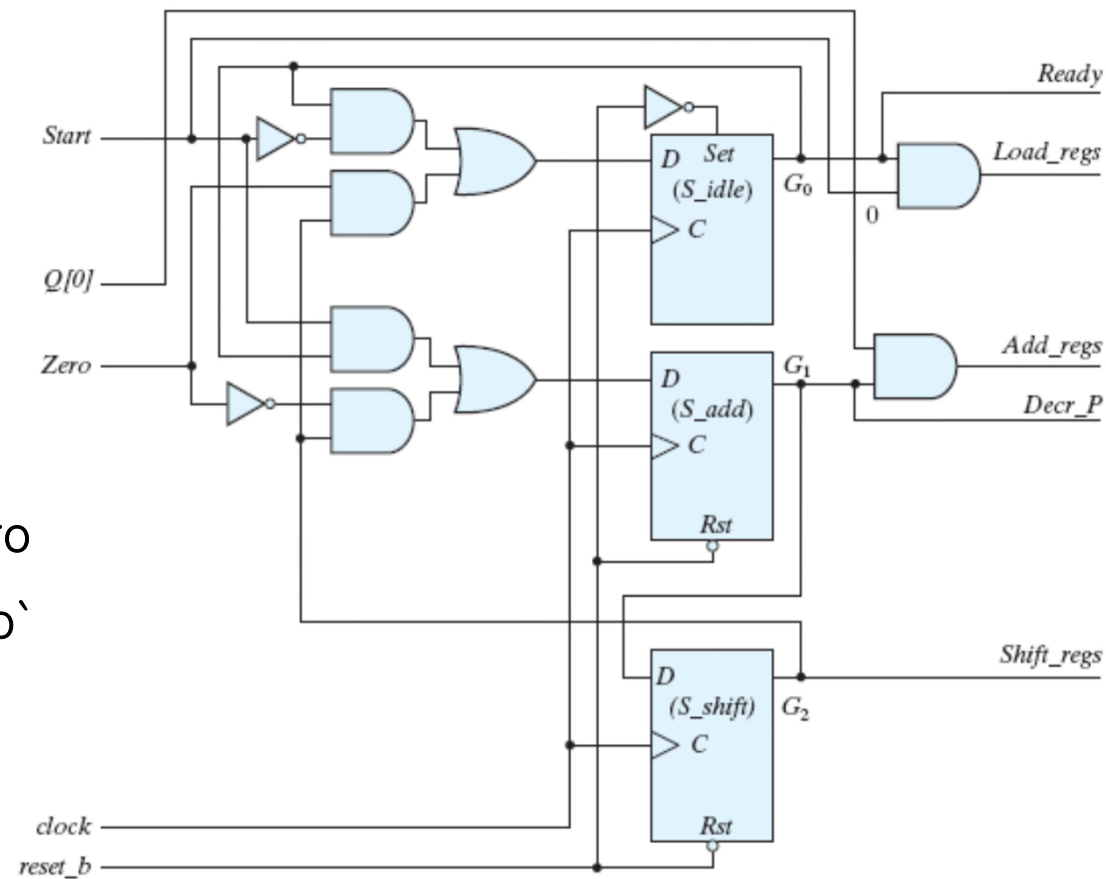 Ready
Start
D Set
Load_regs
(S_idle)
G0
0
C
Q[0]
Zero
Add_regs
D
G1
(S_add)
Decr_P
C
Rst
ro
b`
Shift_regs
D
(S_shift)
G2
C
clock
Rst
reset_b